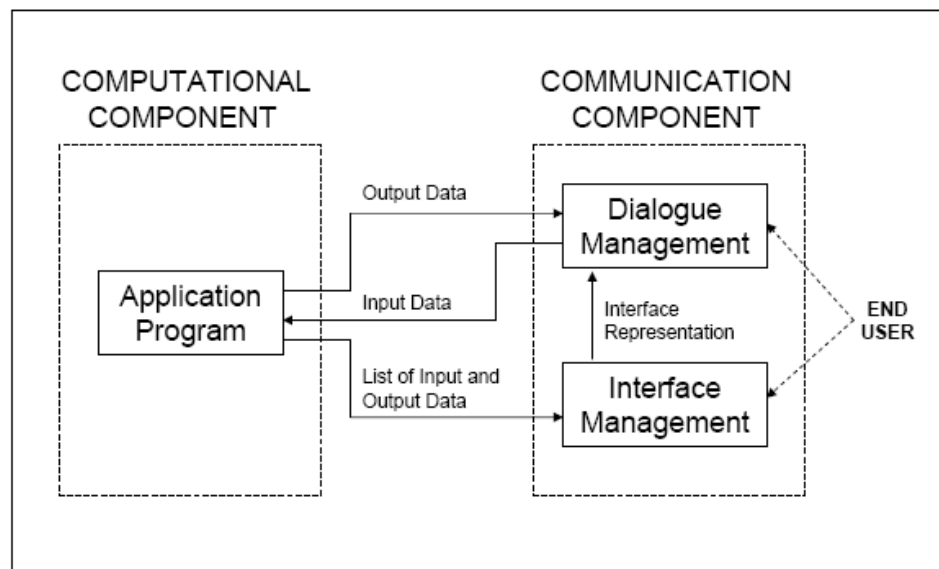 COMPUTATIONAL
COMPONENT
COMMUNICATION
COMPONENT
Output Data
Dialogue
Management
Application
Program
Input Data
Interface
Representation
END
USER
List of Input and
Output Data
Interface
Management